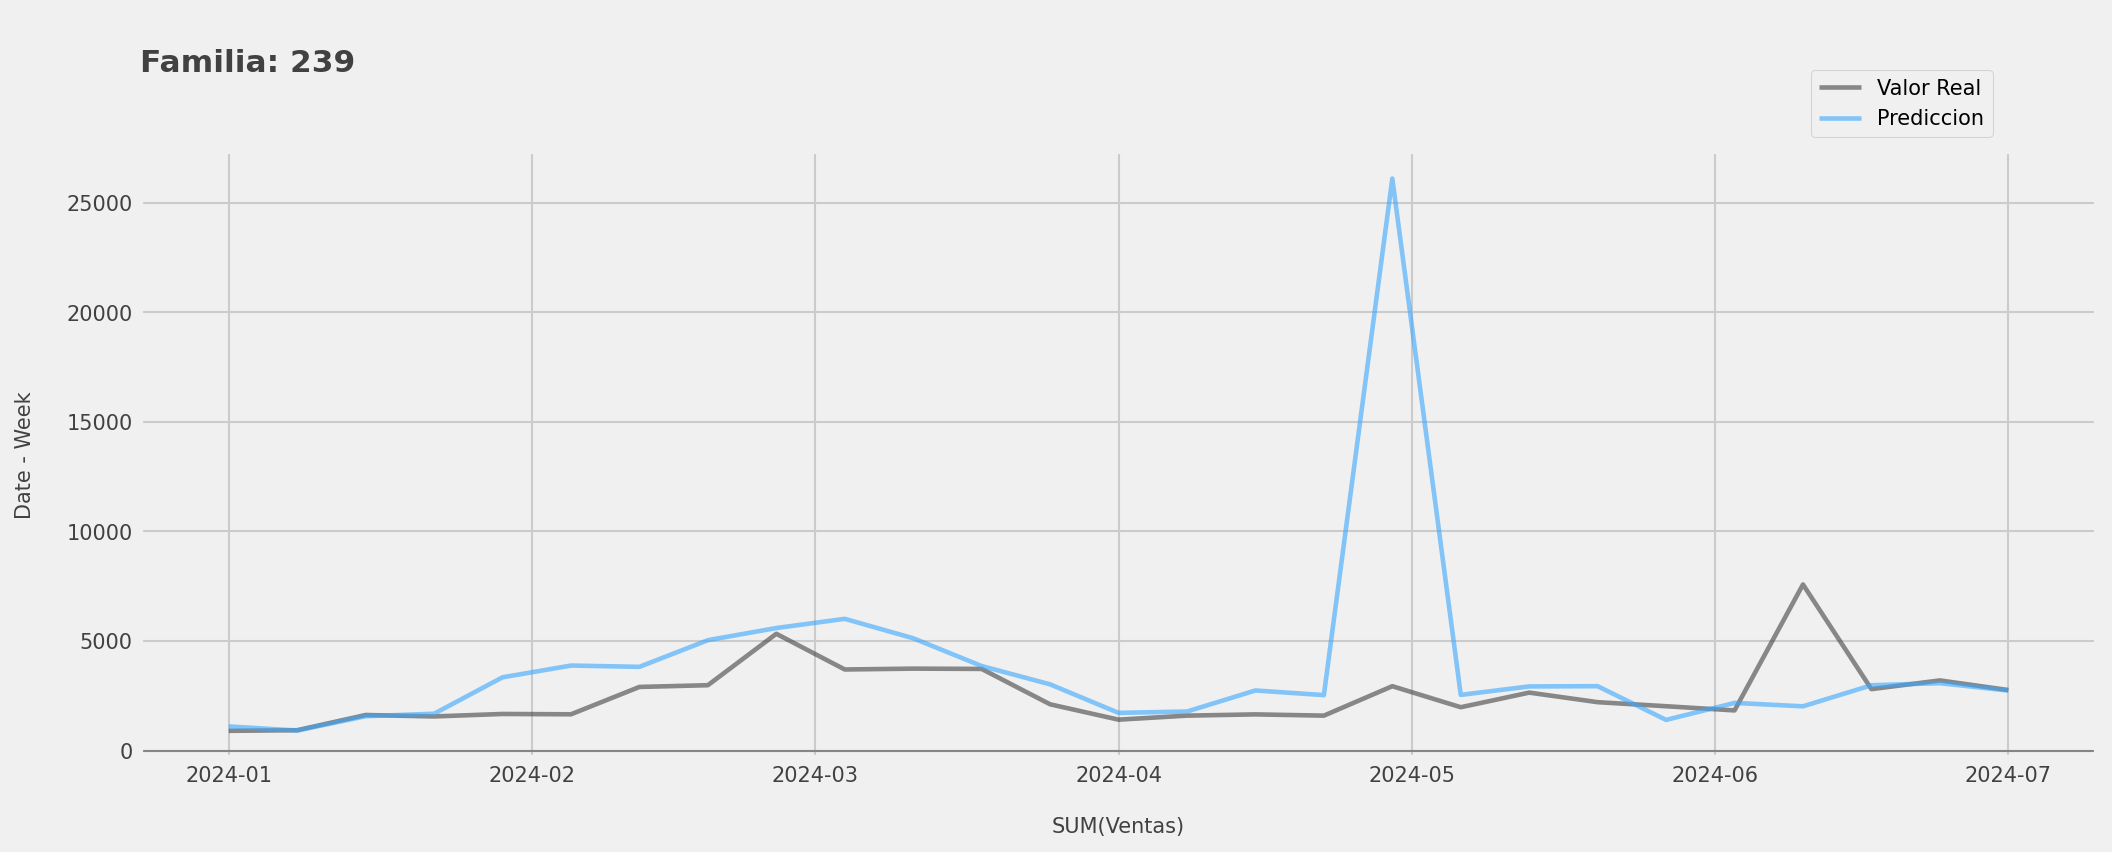 Familia: 239
Valor Real
Prediccion
25000
20000
15000
10000
5000
0
Date - Week
2024-01 2024-02 2024-03 2024-04 2024-05 2024-06 2024-07
SUM(Ventas)